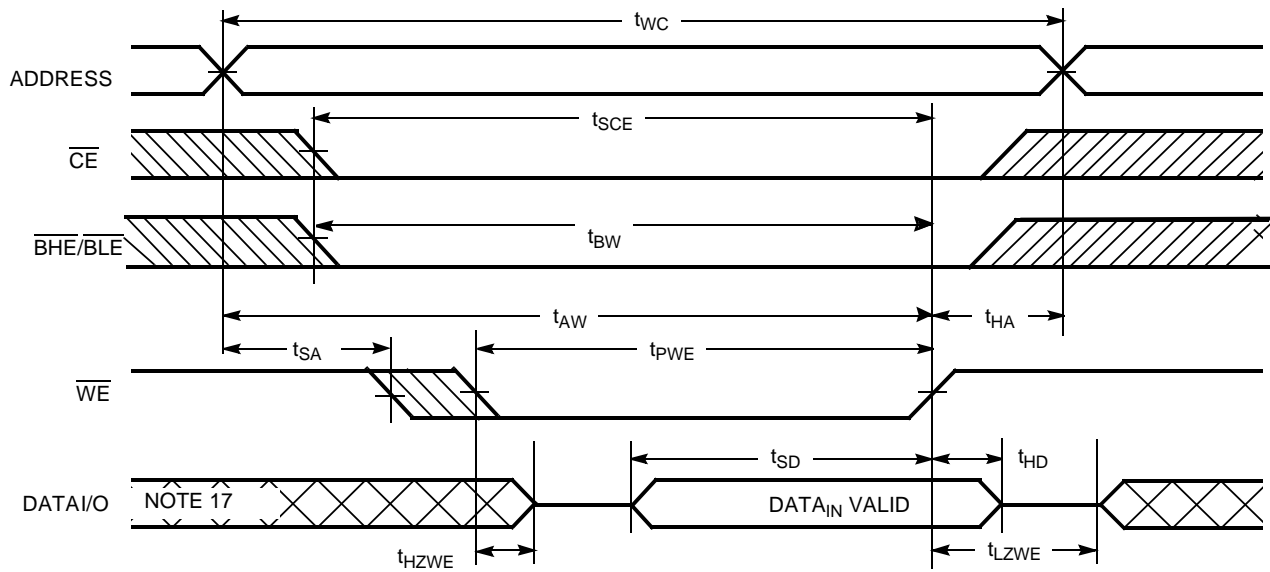 tWC
ADDRESS
tSCE
CE
tBW
BHE/BLE
tAW
tHA
tSA
tPWE
WE
tSD
tHD
DATAI/O
NOTE 17
DATAIN VALID
tHZWE
tLZWE